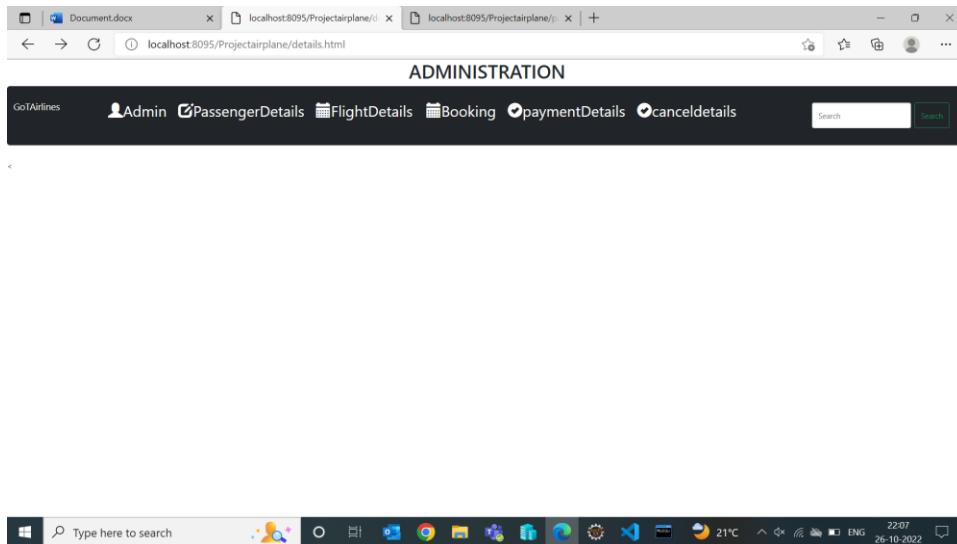 Document.docx
localhost:8095/Projectairplane/d
localhost:8095/Projectairplane/p
localhost:8095/Projectairplane/details.html
ADMINISTRATION
GoTAirlines Admin PassengerDetails FlightDetails Booking paymentDetails canceldetails Search Search
<
Type here to search 21°C ENG 22:07
26-10-2022